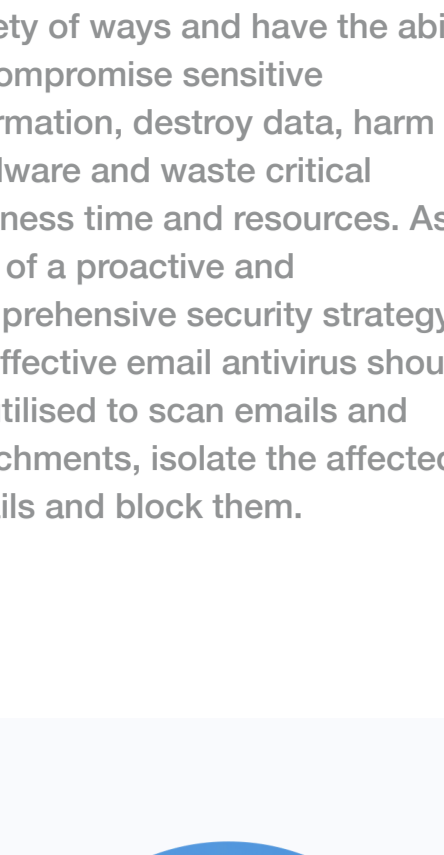 ety of ways and have the abi
ompromise sensitive
rmation, destroy data, harm
ware and waste critical
ness time and resources. As
of a proactive and
prehensive security strategy
ffective email antivirus shou
tilised to scan emails and
chments, isolate the affected
ils and block them.